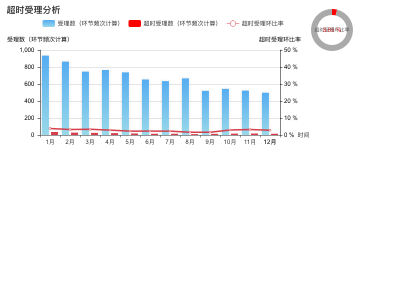 超时受理分析
受理数（环节频次计算） 超时受理数（环节频次计算） 超时受理环比率
受理数（环节频次计算） 超时受理环比率
1,000 50 %
800 40 %
600 30 %
400 20 %
200 10 %
0 0 % 时间
1月 2月 3月 4月 5月 6月 7月 8月 9月 10月 11月 12月